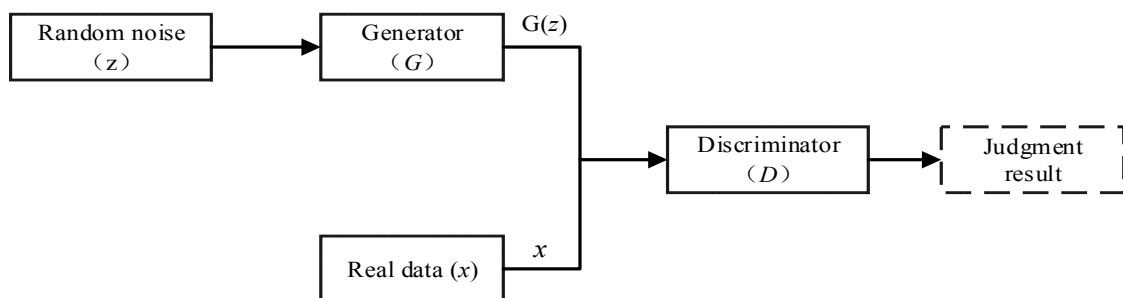 Random noise
（z）
Generator
（G）
G(z)
Discriminator
（D）
Judgment
result
Real data (x)
x